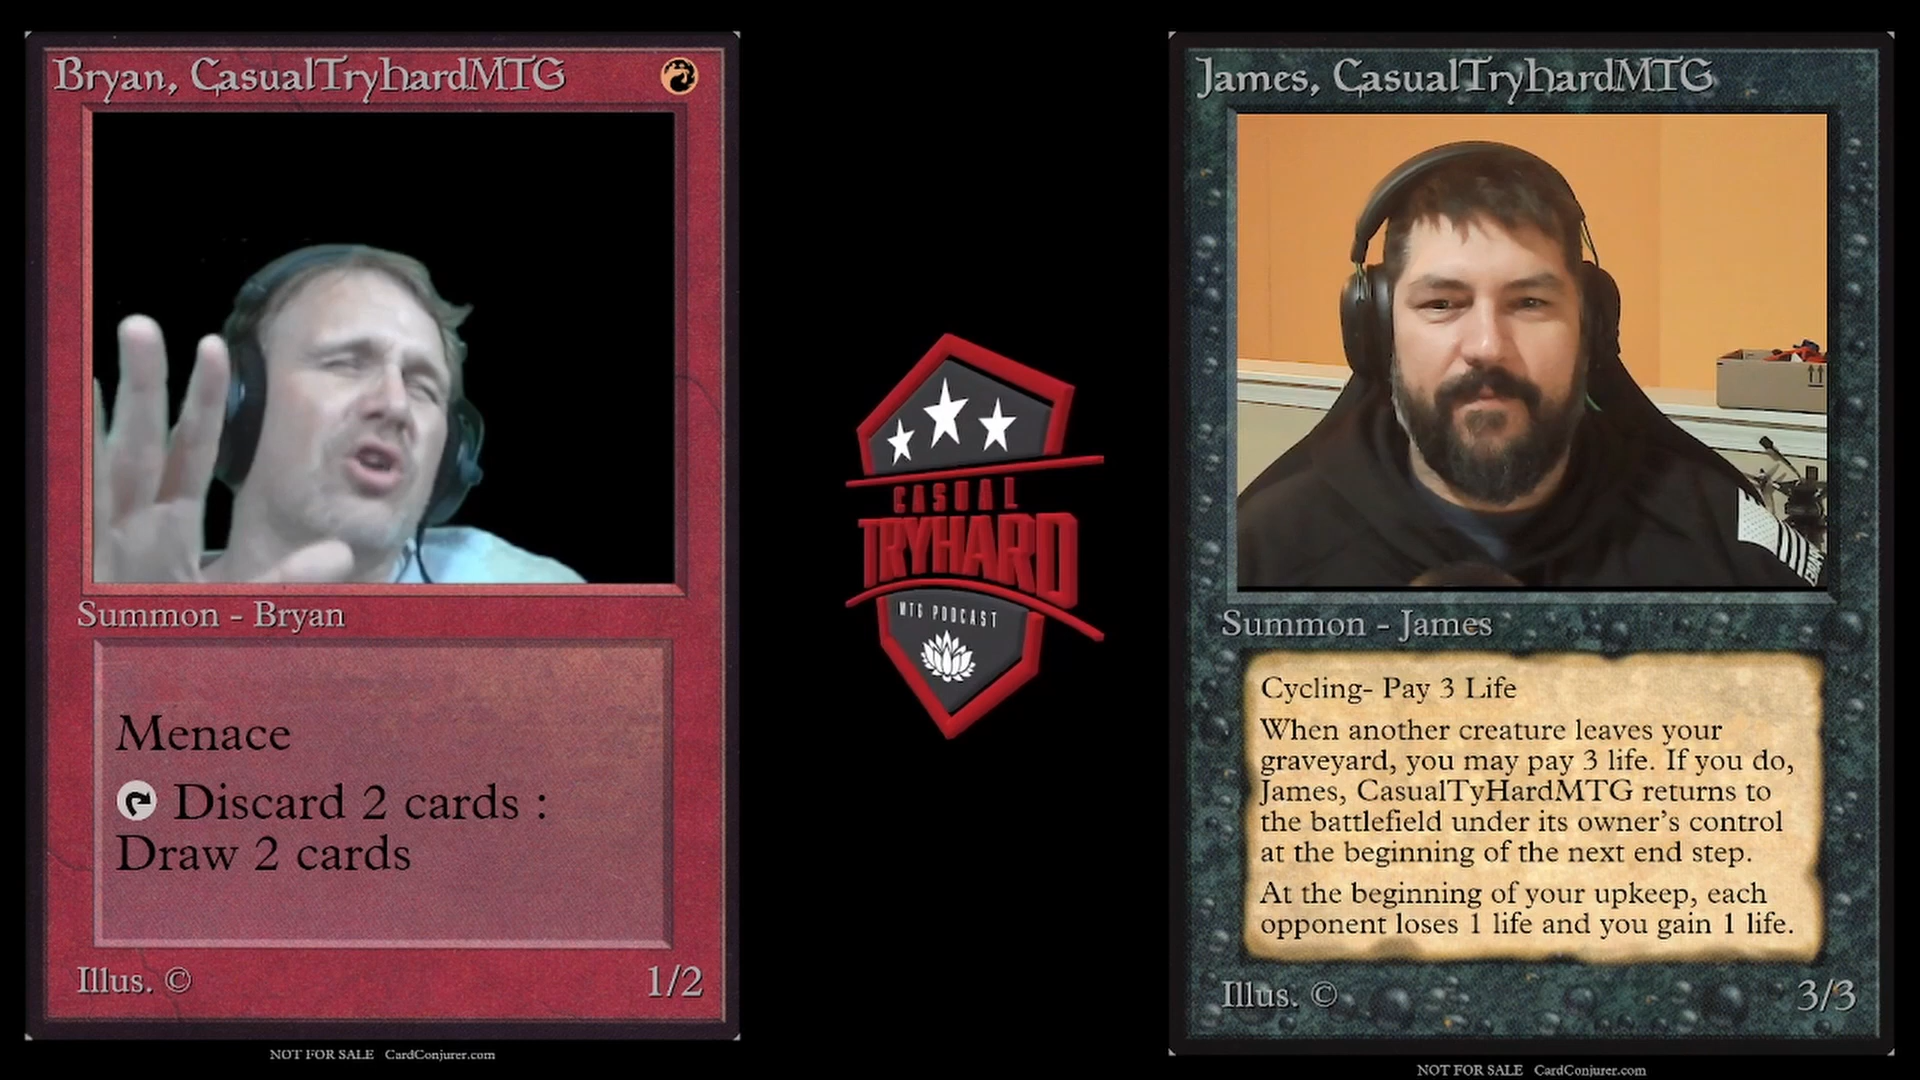 Bryan, CasualTryhardMTG
Summon - Bryan
Menace
Discard 2 cards :
Draw 2 cards
Illus. ©
1/2
NOT FOR SALE CardConjurer.com
CASUAL
TRYHARD
MTG PODCAST
James, CasualTryhardMTG
Summon - James
Cycling- Pay 3 Life
When another creature leaves your
graveyard, you may pay 3 life. If you do,
James, CasualTyHardMTG returns to
the battlefield under its owner's control
at the beginning of the next end step.
At the beginning of your upkeep, each
opponent loses 1 life and you gain 1 life.
Illus. ©
3/3
NOT FOR SALE CardConjurer.com